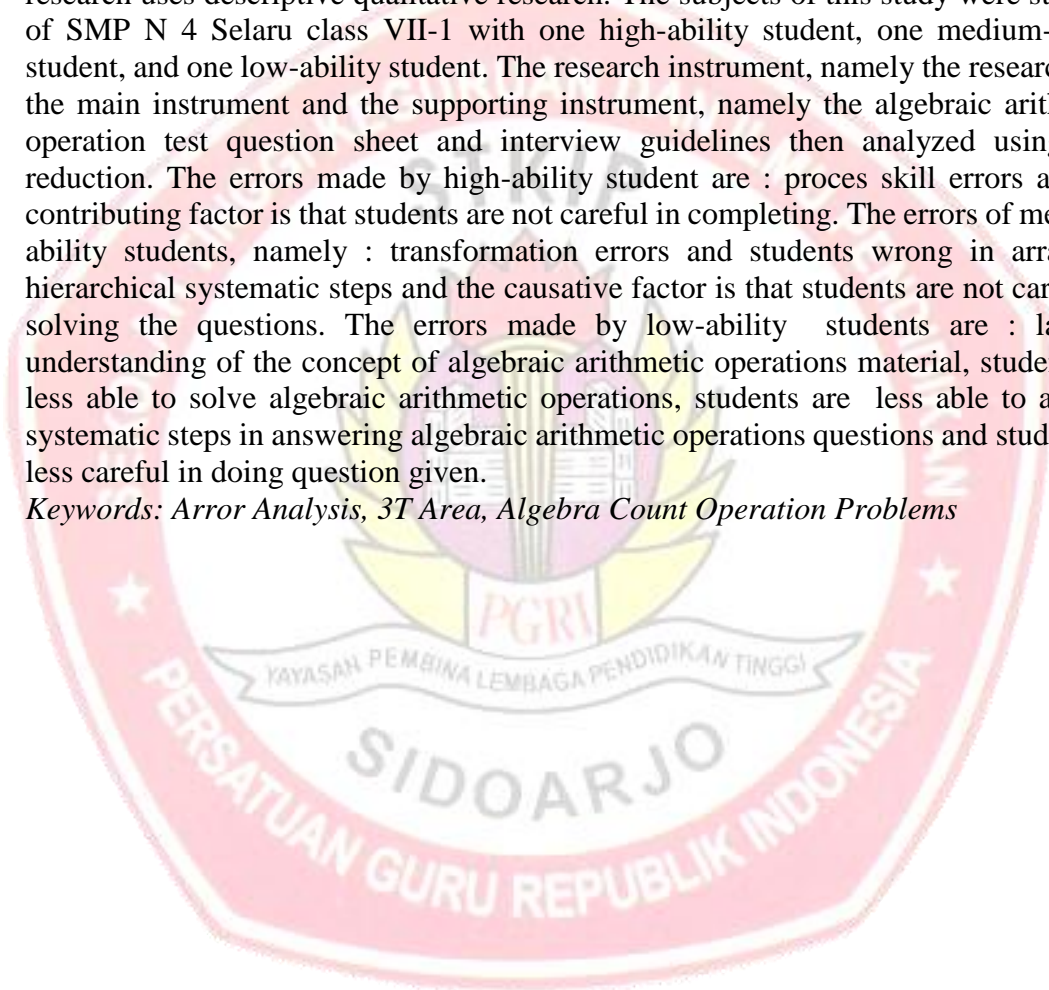 research uses descriptive qualitative research. The subjects of this study were st
of SMP N 4 Selaru class VII-1 with one high-ability student, one medium-
student, and one low-ability student. The research instrument, namely the researc
the main instrument and the supporting instrument, namely the algebraic arit
operation test question sheet and interview guidelines then analyzed using
reduction. The errors made by high-ability student are : proces skill errors a
contributing factor is that students are not careful in completing. The errors of me
ability students, namely : transformation errors and students wrong in arra
hierarchical systematic steps and the causative factor is that students are not car
solving the questions. The errors made by low-ability students are : la
understanding of the concept of algebraic arithmetic operations material, studen
less able to solve algebraic arithmetic operations, students are less able to a
systematic steps in answering algebraic arithmetic operations questions and stud
less careful in doing question given.
Keywords: Arror Analysis, 3T Area, Algebra Count Operation Problems
STKIP
PGRI
YAYASAN PEMBINA LEMBAGA PENDIDIKAN TINGGI
SIDOARJO
PERSATUAN GURU REPUBLIK INDONESIA